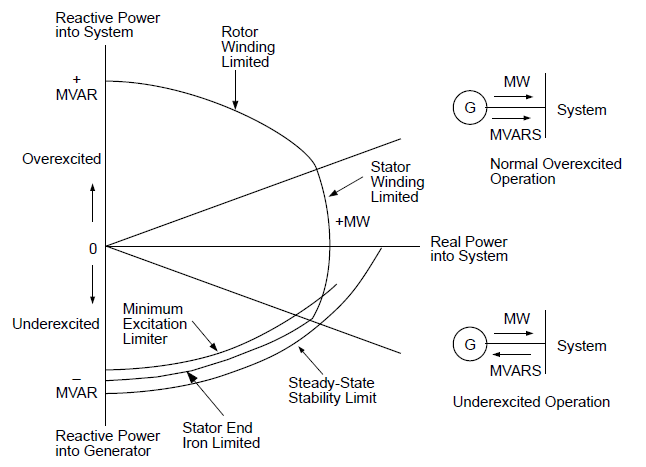 Reactive Power
into System
Rotor
Winding
Limited
+
MVAR
Overexcited
0
Underexcited
–
MVAR
Reactive Power
into Generator
Stator
Winding
Limited
+MW
Real Power
into System
Minimum
Excitation
Limiter
Steady-State
Stability Limit
Stator End
Iron Limited
MW
G
System
MVARS
Normal Overexcited
Operation
MW
G
System
MVARS
Underexcited Operation